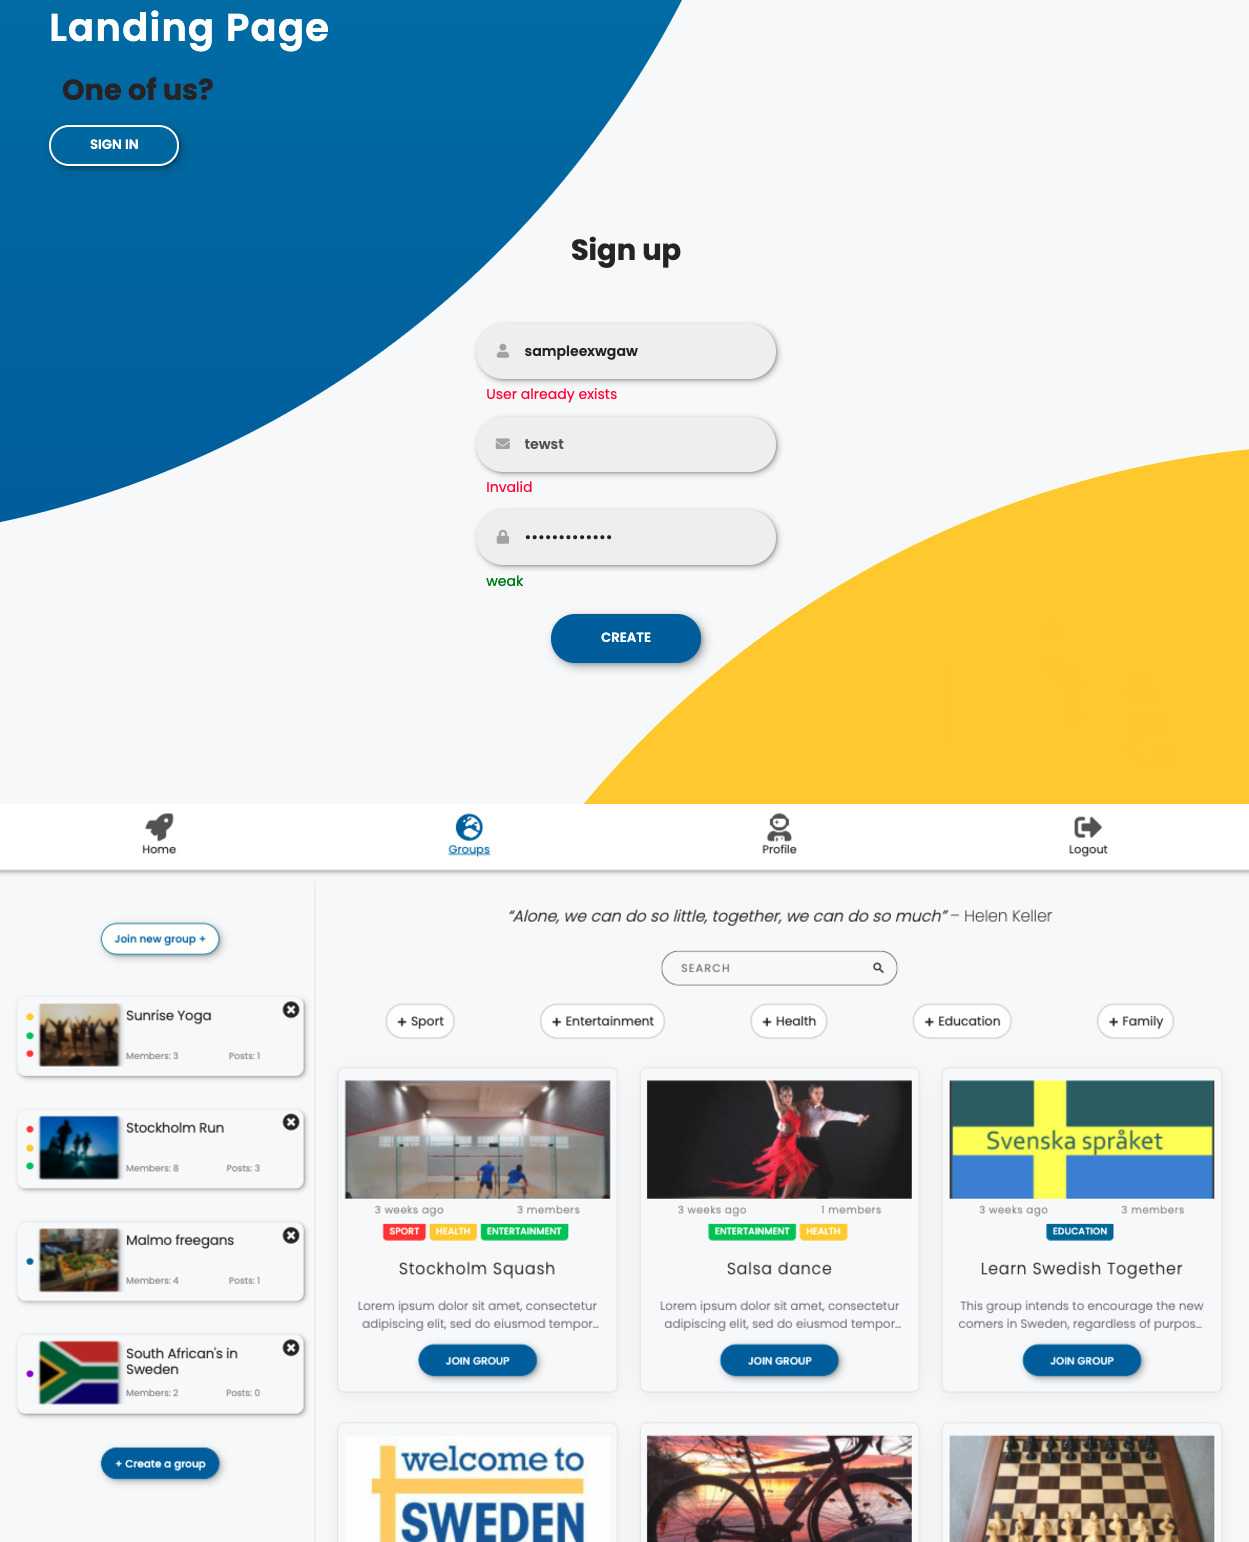 Landing Page
One of us?
SIGN IN
Sign up
sampleexwgaw
User already exists
tewst
Invalid
•••••••••••••
weak
CREATE
Home
Groups
Profile
Logout
Join new group +
Sunrise Yoga
Members: 3 Posts: 1
Stockholm Run
Members: 8 Posts: 3
Malmo freegans
Members: 4 Posts: 1
South African's in
Sweden
Members: 2 Posts: 0
+ Create a group
“Alone, we can do so little, together, we can do so much” – Helen Keller
SEARCH
+ Sport
+ Entertainment
+ Health
+ Education
+ Family
3 weeks ago 3 members
SPORT HEALTH ENTERTAINMENT
Stockholm Squash
Lorem ipsum dolor sit amet, consectetur
adipiscing elit, sed do eiusmod tempor...
JOIN GROUP
3 weeks ago 1 members
ENTERTAINMENT HEALTH
Salsa dance
Lorem ipsum dolor sit amet, consectetur
adipiscing elit, sed do eiusmod tempor...
JOIN GROUP
Svenska språket
3 weeks ago 3 members
EDUCATION
Learn Swedish Together
This group intends to encourage the new
comers in Sweden, regardless of purpos...
JOIN GROUP
welcome to
SWEDEN